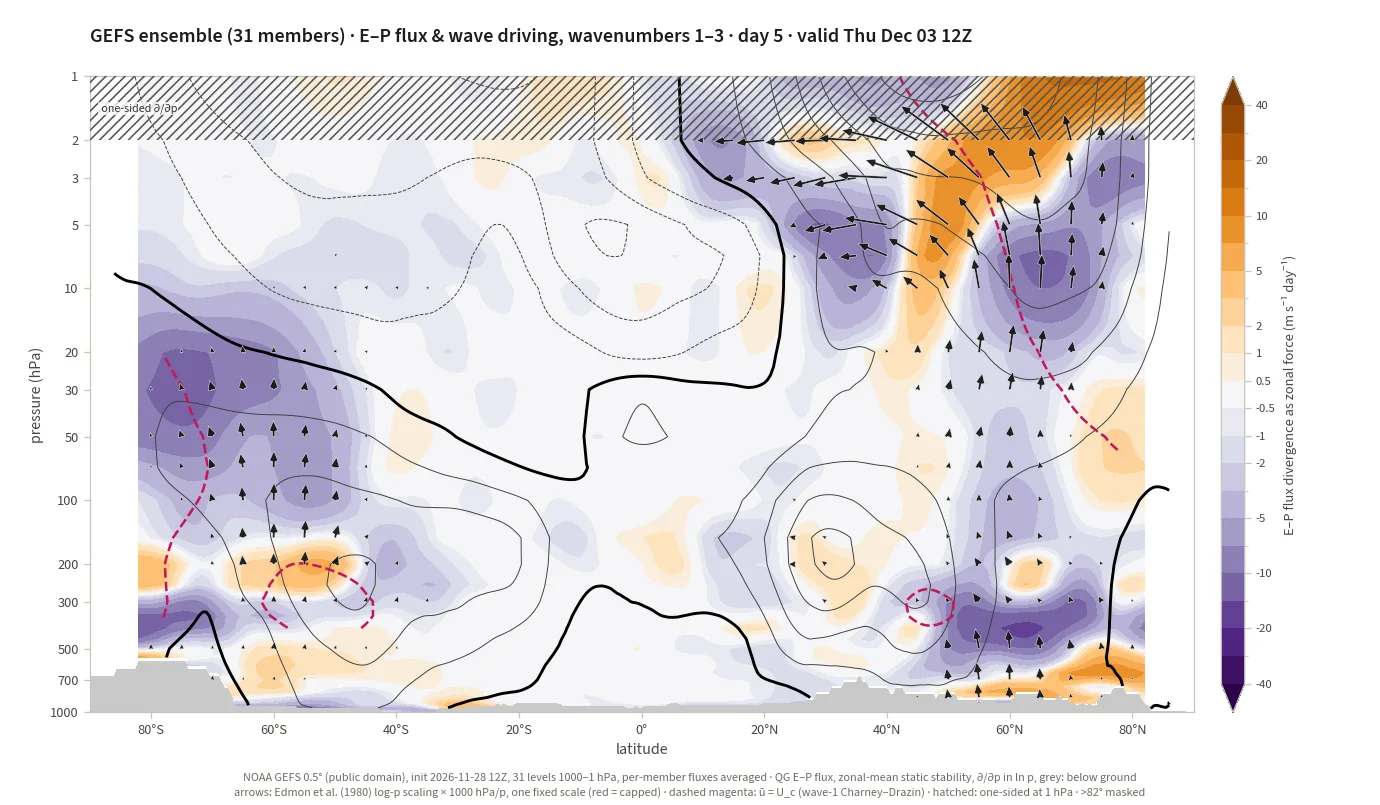 GEFS ensemble (31 members) · E–P flux & wave driving, wavenumbers 1–3 · day 5 · valid Thu Dec 03 12Z
one-sided ∂/∂p
pressure (hPa)
1
2
3
5
10
20
30
50
100
200
300
500
700
1000
80°S
60°S
40°S
20°S
0°
20°N
40°N
60°N
80°N
latitude
40
20
10
5
2
1
0.5
-0.5
-1
-2
-5
-10
-20
-40
E–P flux divergence as zonal force (m s⁻¹ day⁻¹)
NOAA GEFS 0.5° (public domain), init 2026-11-28 12Z, 31 levels 1000–1 hPa, per-member fluxes averaged · QG E–P flux, zonal-mean static stability, ∂/∂p in ln p, grey: below ground
arrows: Edmon et al. (1980) log-p scaling × 1000 hPa/p, one fixed scale (red = capped) · dashed magenta: ū = U_c (wave-1 Charney–Drazin) · hatched: one-sided at 1 hPa · >82° masked